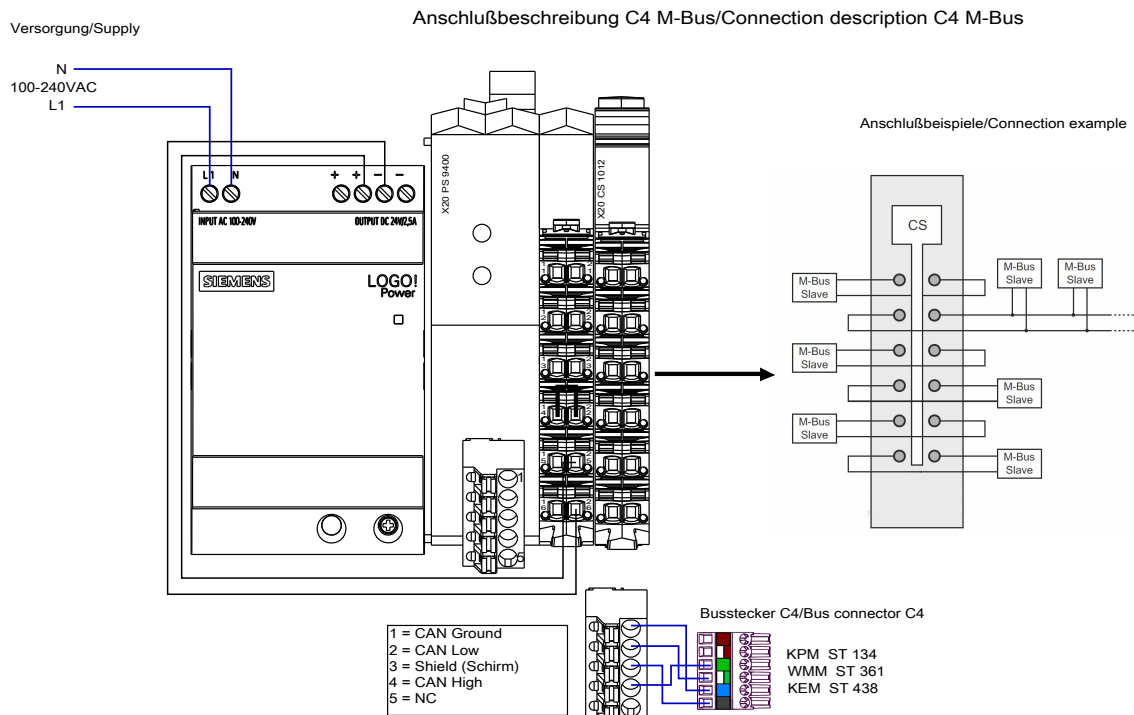 Anschlußbeschreibung C4 M-Bus/Connection description C4 M-Bus
Versorgung/Supply
N
100-240VAC
L1
L1 N + + − −
INPUT AC 100-240V OUTPUT DC 24V/2,5A
SIEMENS
LOGO!
Power
X20 PS 9400
X20 CS 1012
Anschlußbeispiele/Connection example
CS
M-Bus
Slave
M-Bus
Slave
M-Bus
Slave
M-Bus
Slave
M-Bus
Slave
M-Bus
Slave
M-Bus
Slave
1
5
Busstecker C4/Bus connector C4
1 = CAN Ground
2 = CAN Low
3 = Shield (Schirm)
4 = CAN High
5 = NC
KPM ST 134
WMM ST 361
KEM ST 438